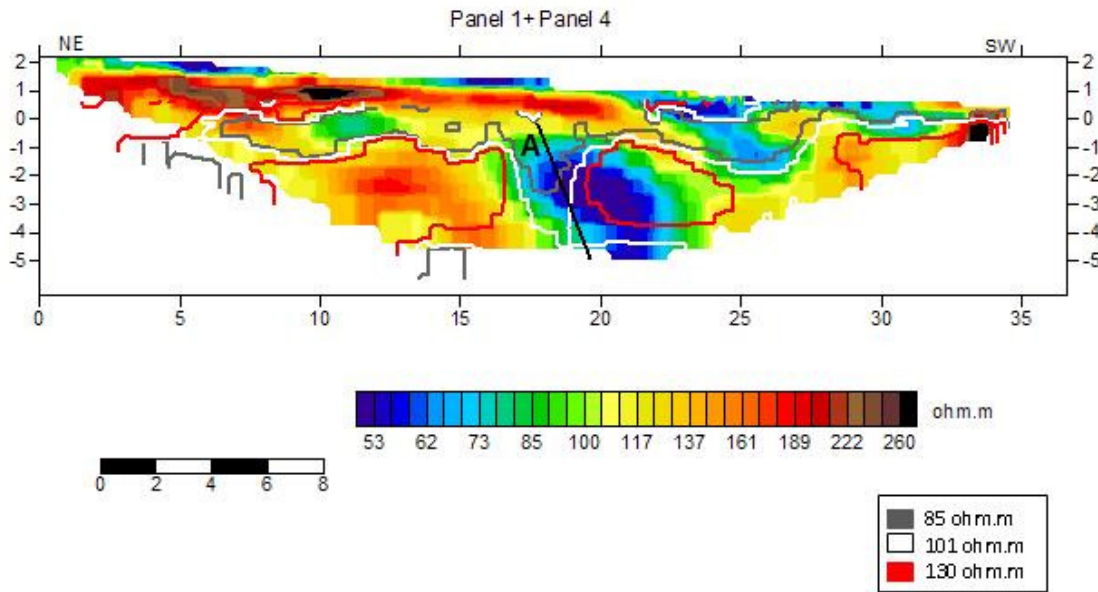 Panel 1+ Panel 4
NE SW
2 2
1 1
0 0
-1 -1
-2 -2
-3 -3
-4 -4
-5 -5
A
0 5 10 15 20 25 30 35
ohm.m
53 62 73 85 100 117 137 161 189 222 260
0 2 4 6 8
85 ohm.m
101 ohm.m
130 ohm.m